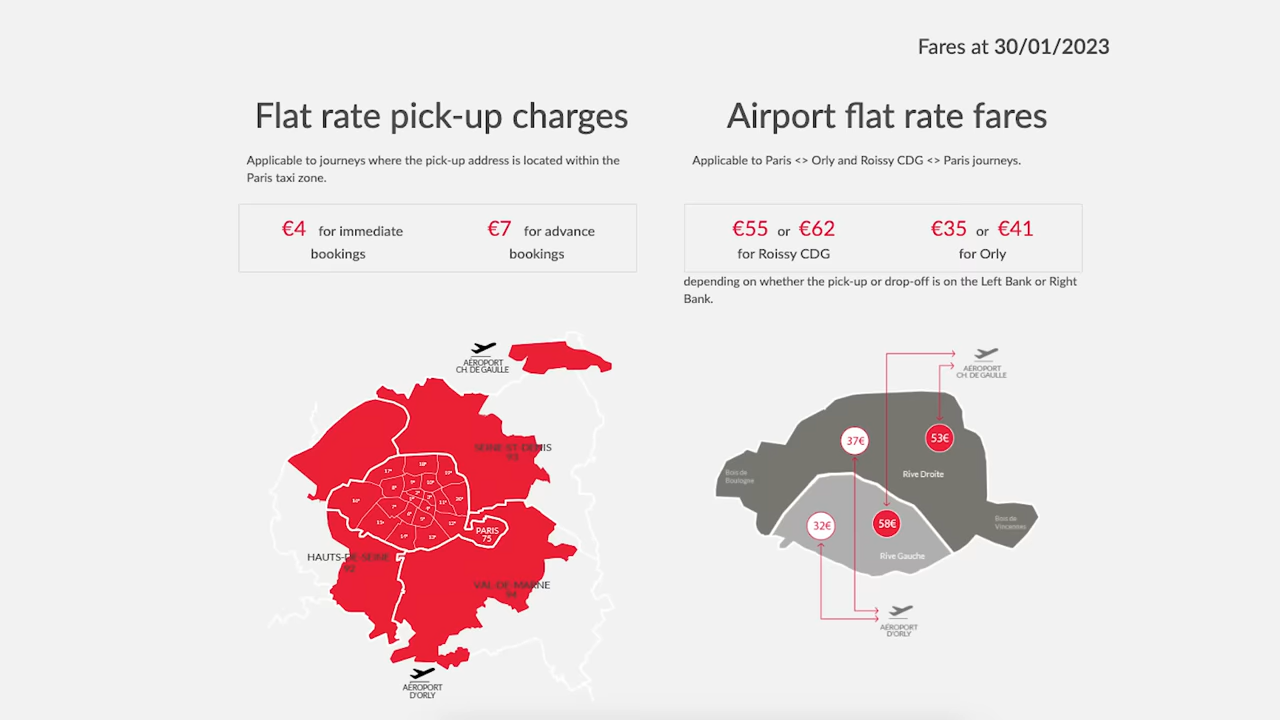 Fares at 30/01/2023
Flat rate pick-up charges
Applicable to journeys where the pick-up address is located within the
Paris taxi zone.
€4 for immediate
bookings
€7 for advance
bookings
Airport flat rate fares
Applicable to Paris <> Orly and Roissy CDG <> Paris journeys.
€55 or €62
for Roissy CDG
€35 or €41
for Orly
depending on whether the pick-up or drop-off is on the Left Bank or Right
Bank.
AÉROPORT
CH. DE GAULLE
SEINE-ST-DENIS
93
PARIS
75
HAUTS-DE-SEINE
92
VAL-DE-MARNE
94
AÉROPORT
D'ORLY
AÉROPORT
CH. DE GAULLE
37€
53€
Rive Droite
Bois de
Boulogne
32€
58€
Bois de
Vincennes
Rive Gauche
AÉROPORT
D'ORLY